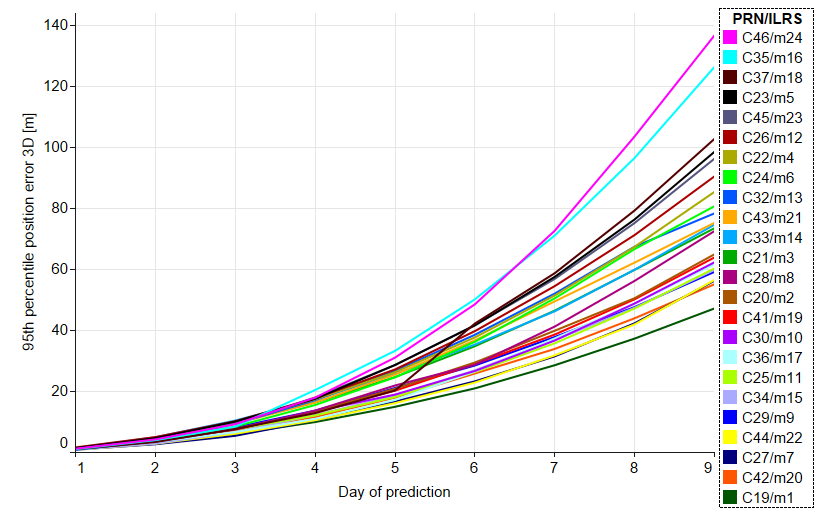 140
120
100
80
60
40
20
0
95th percentile position error 3D [m]
1 2 3 4 5 6 7 8 9
Day of prediction
PRN/ILRS
C46/m24
C35/m16
C37/m18
C23/m5
C45/m23
C26/m12
C22/m4
C24/m6
C32/m13
C43/m21
C33/m14
C21/m3
C28/m8
C20/m2
C41/m19
C30/m10
C36/m17
C25/m11
C34/m15
C29/m9
C44/m22
C27/m7
C42/m20
C19/m1